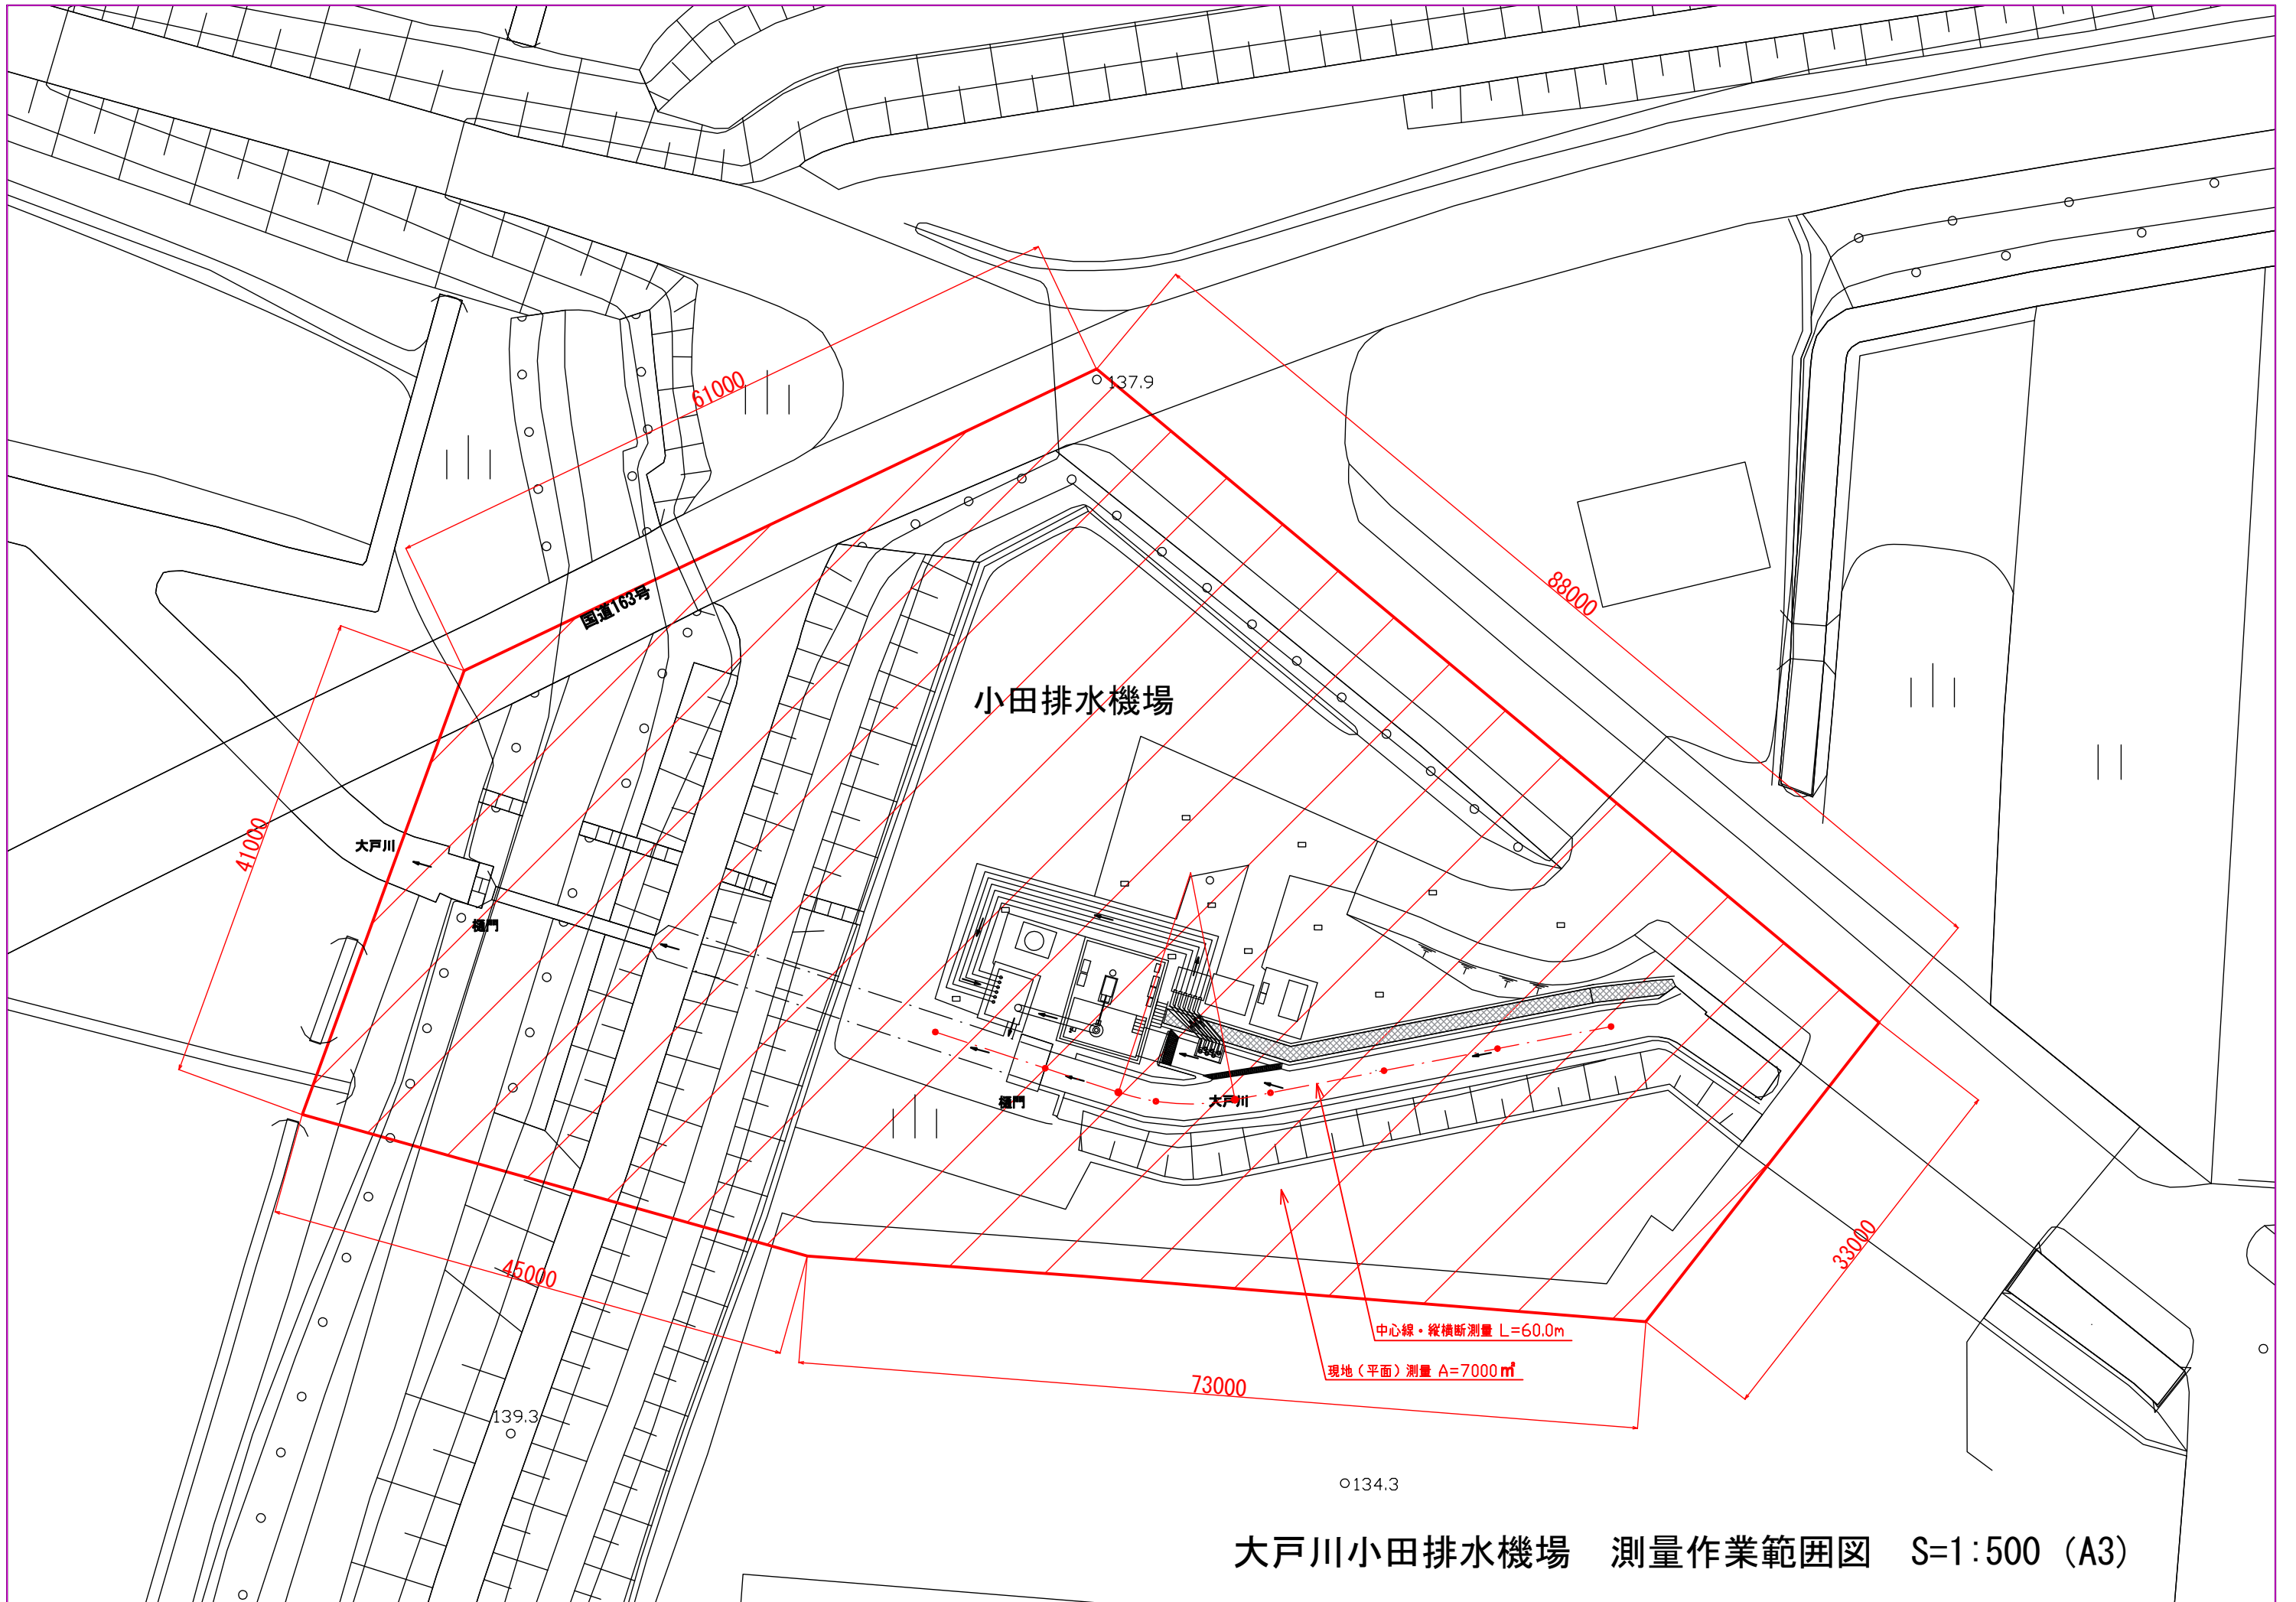 137.9
61000
88000
国道163号
小田排水機場
41000
大戸川
樋門
樋門
大戸川
33000
45000
中心線・縦横断測量 L=60.0m
現地(平面)測量 A=7000㎡
73000
139.3
134.3
大戸川小田排水機場 測量作業範囲図 S=1:500 (A3)